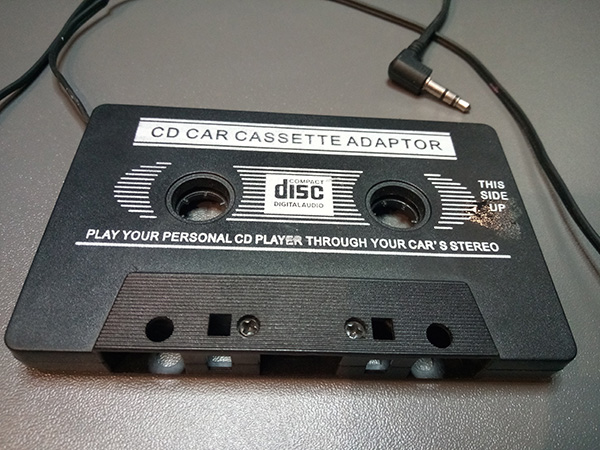 CD CAR CASSETTE ADAPTOR
COMPACT
disc
DIGITAL AUDIO
THIS
SIDE
UP
PLAY YOUR PERSONAL CD PLAYER THROUGH YOUR CAR'S STEREO